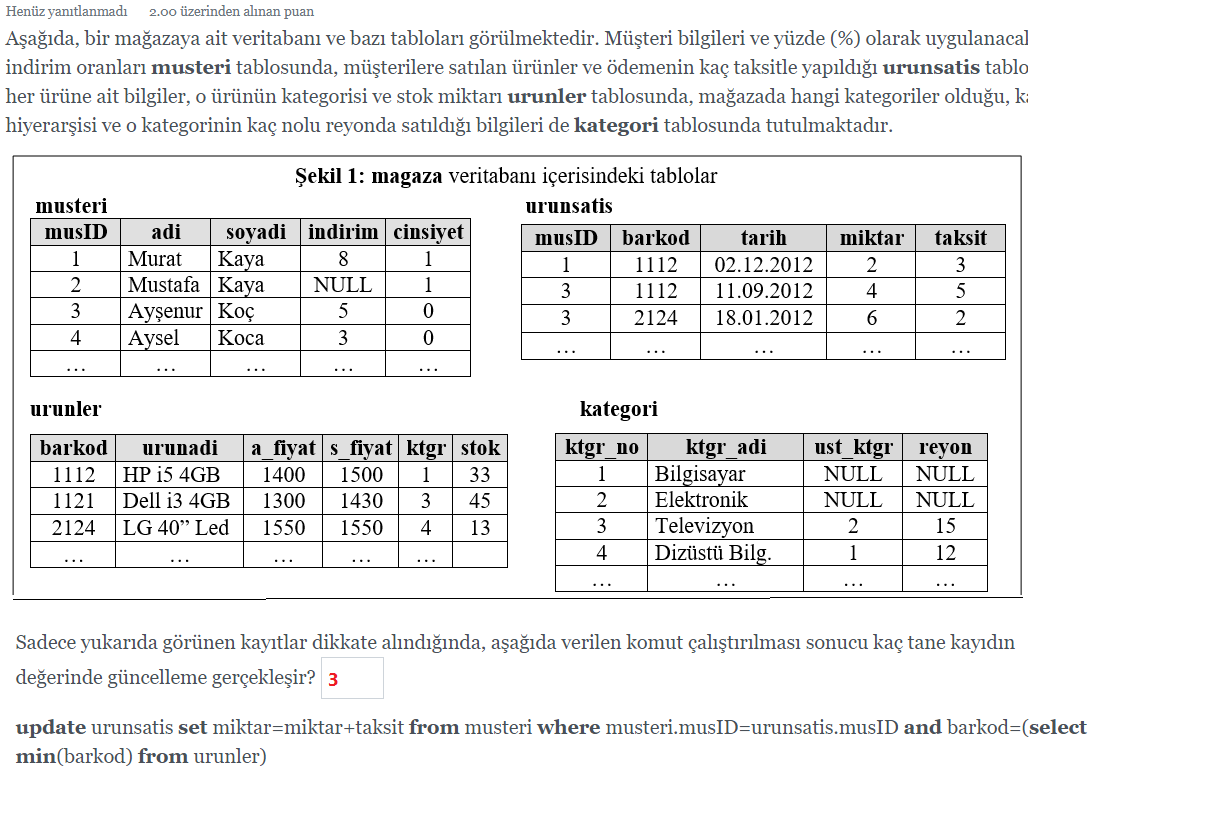 Henüz yanıtlanmadı 2.00 üzerinden alınan puan
Aşağıda, bir mağazaya ait veritabanı ve bazı tabloları görülmektedir. Müşteri bilgileri ve yüzde (%) olarak
indirim oranları musteri tablosunda, müşterilere satılan ürünler ve ödemenin kaç taksitle yapıldığı urunsatis tablo
her ürüne ait bilgiler, o ürünün kategorisi ve stok miktarı urunler tablosunda, mağazada hangi kategoriler olduğu,
hiyerarşisi ve o kategorinin kaç nolu reyonda satıldığı bilgileri de kategori tablosunda tutulmaktadır.
Şekil 1: magaza veritabanı içerisindeki tablolar
musteri
musID adi soyadi indirim cinsiyet
1 Murat Kaya 8 1
2 Mustafa Kaya NULL 1
3 Ayşenur Koç 5 0
4 Aysel Koca 3 0
... ... ... ... ...
urunsatis
musID barkod tarih miktar taksit
1 1112 02.12.2012 2 3
3 1112 11.09.2012 4 5
3 2124 18.01.2012 6 2
... ... ... ... ...
urunler
barkod urunadi a_fiyat s_fiyat ktgr stok
1112 HP i5 4GB 1400 1500 1 33
1121 Dell i3 4GB 1300 1430 3 45
2124 LG 40” Led 1550 1550 4 13
... ... ... ... ...
kategori
ktgr_no ktgr_adi ust_ktgr reyon
1 Bilgisayar NULL NULL
2 Elektronik NULL NULL
3 Televizyon 2 15
4 Dizüstü Bilg. 1 12
... ... ... ...
Sadece yukarıda görünen kayıtlar dikkate alındığında, aşağıda verilen komut çalıştırılması sonucu kaç tane kayıdın
değerinde güncelleme gerçekleşir? 3
update urunsatis set miktar=miktar+taksit from musteri where musteri.musID=urunsatis.musID and barkod=(select
min(barkod) from urunler)